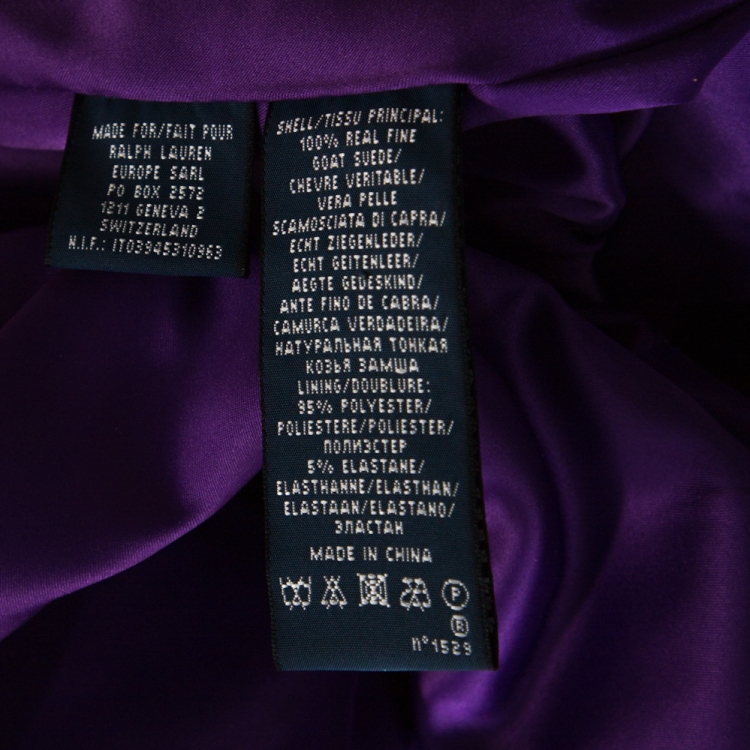 MADE FOR/FAIT POUR
RALPH LAUREN
EUROPE SARL
PO BOX 2572
1211 GENEVA 2
SWITZERLAND
N.I.F.: IT03945310963
SHELL/TISSU PRINCIPAL:
100% REAL FINE
GOAT SUEDE/
CHEVRE VERITABLE/
VERA PELLE
SCAMOSCIATA DI CAPRA/
ECHT ZIEGENLEDER/
ECHT GEITENLEER/
AEGTE GEDESKIND/
ANTE FINO DE CABRA/
CAMURCA VERDADEIRA/
НАТУРАЛЬНАЯ ТОНКАЯ
КОЗЬЯ ЗАМША
LINING/DOUBLURE:
95% POLYESTER/
POLIESTERE/POLIESTER/
ПОЛИЭСТЕР
5% ELASTANE/
ELASTHANNE/ELASTHAN/
ELASTAAN/ELASTANO/
ЭЛАСТАН
MADE IN CHINA
P
R
n°1529